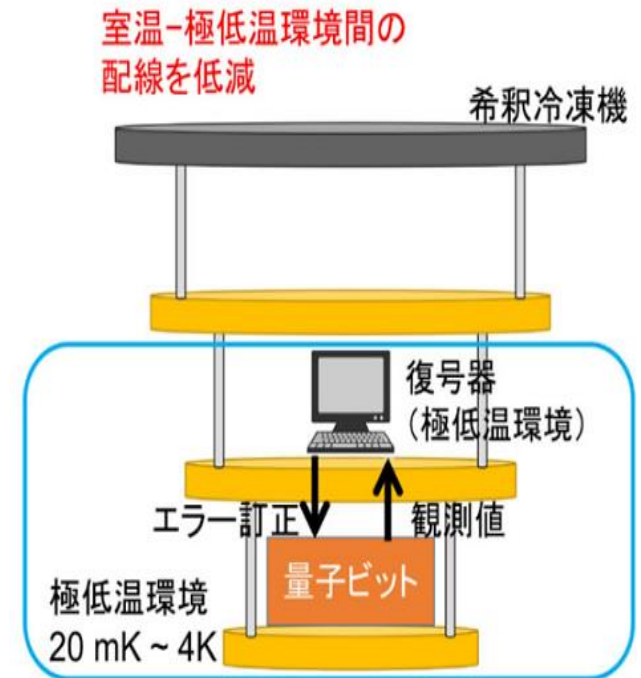 室温-極低温環境間の
配線を低減
希釈冷凍機
復号器
(極低温環境)
エラー訂正
観測値
量子ビット
極低温環境
20 mK ~ 4K